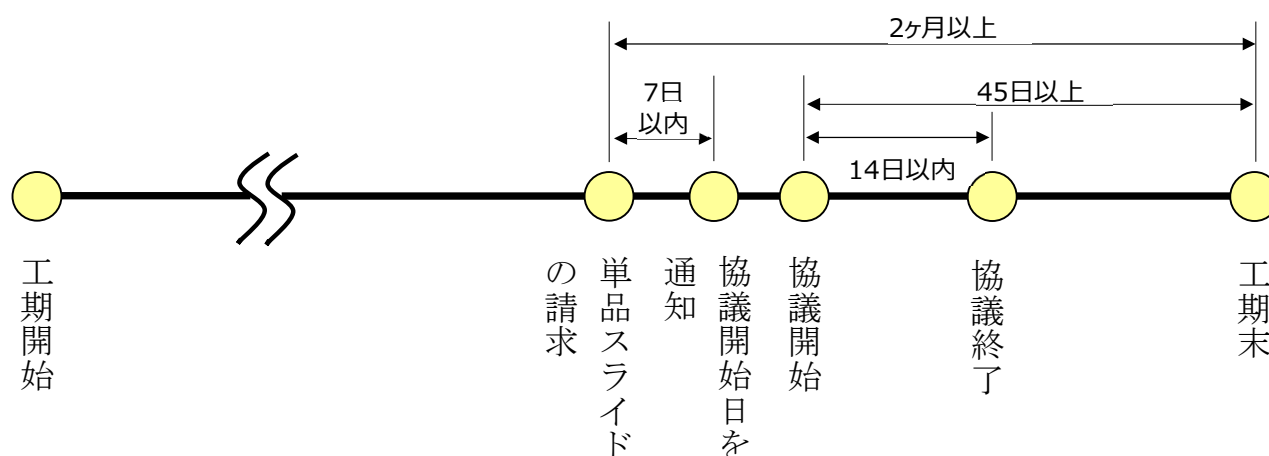 2ヶ月以上
7日
以内
45日以上
14日以内
工期開始
単品スライド
の請求
協議開始日を
通知
協議開始
協議終了
工期末